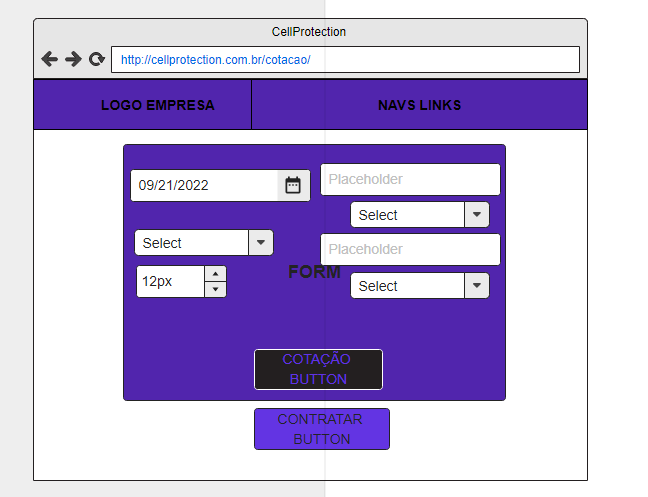 CellProtection
http://cellprotection.com.br/cotacao/
LOGO EMPRESA
NAVS LINKS
09/21/2022
Placeholder
Select
Select
Placeholder
12px
FORM
Select
COTAÇÃO
BUTTON
CONTRATAR
BUTTON